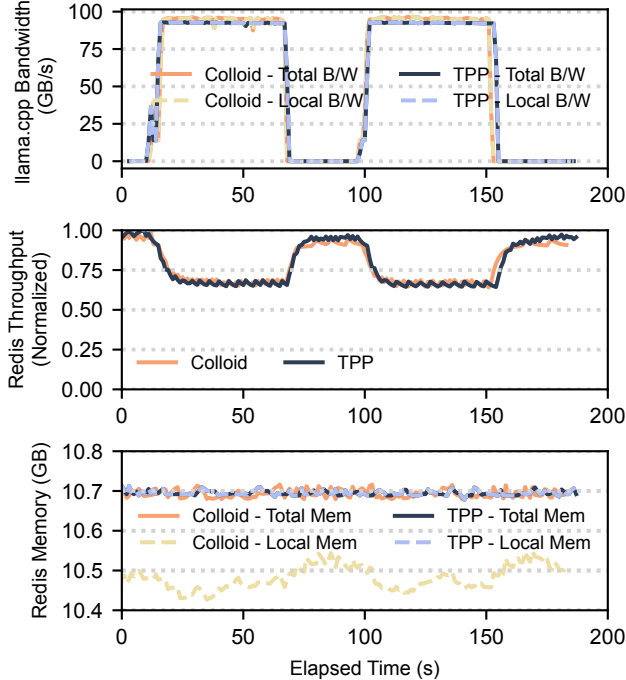 llama.cpp Bandwidth
(GB/s)
100
75
50
25
0
Colloid - Total B/W
TPP - Total B/W
Colloid - Local B/W
TPP - Local B/W
0
50
100
150
200
Redis Throughput
(Normalized)
1.00
0.75
0.50
0.25
0.00
Colloid
TPP
0
50
100
150
200
Redis Memory (GB)
10.8
10.7
10.6
10.5
10.4
Colloid - Total Mem
TPP - Total Mem
Colloid - Local Mem
TPP - Local Mem
0
50
100
150
200
Elapsed Time (s)